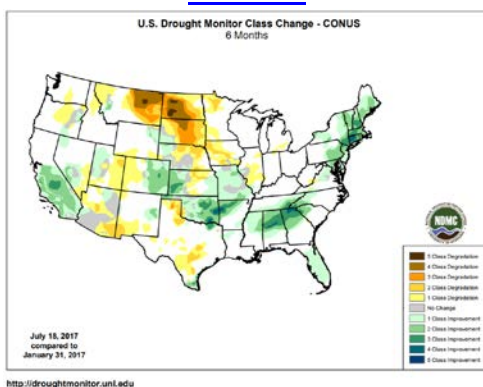 U.S. Drought Monitor Class Change - CONUS
6 Months
NDMC
5 Class Degradation
4 Class Degradation
3 Class Degradation
2 Class Degradation
1 Class Degradation
No Change
1 Class Improvement
2 Class Improvement
3 Class Improvement
4 Class Improvement
5 Class Improvement
July 18, 2017
compared to
January 31, 2017
http://droughtmonitor.unl.edu